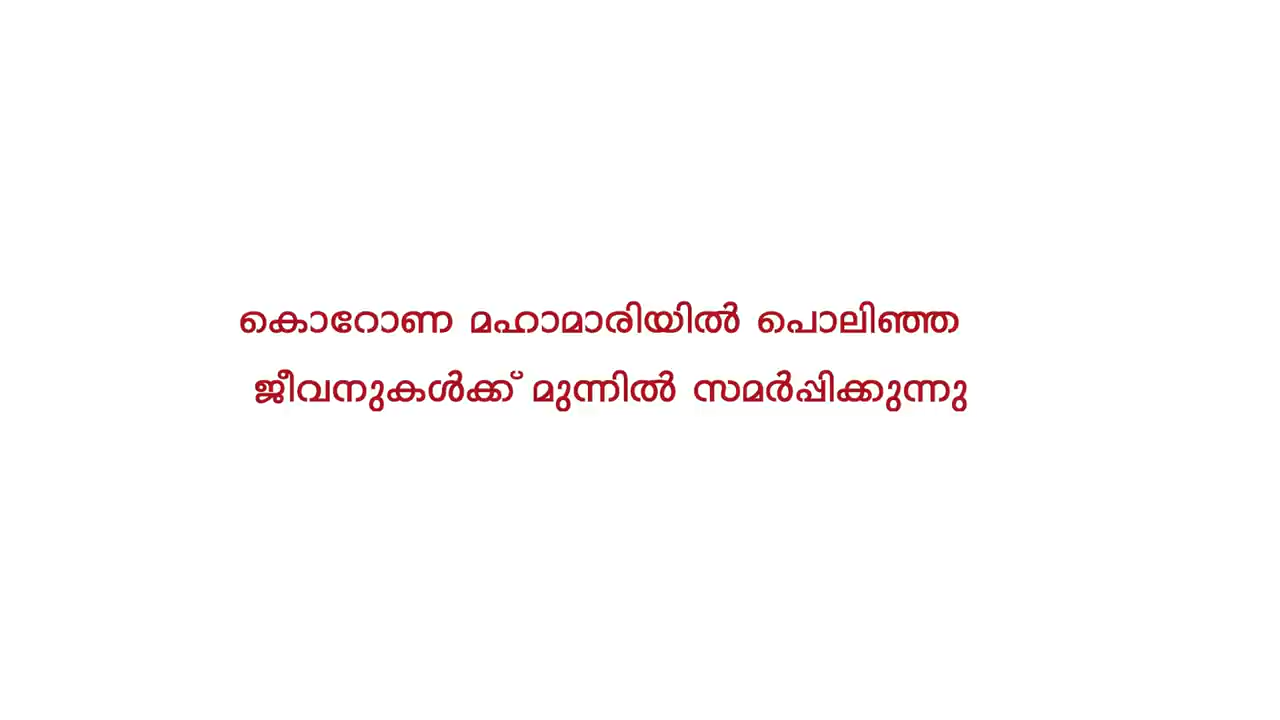 കൊറോണ മഹാമാരിയിൽ പൊലിഞ്ഞ
ജീവനുകൾക്ക് മുന്നിൽ സമർപ്പിക്കുന്നു